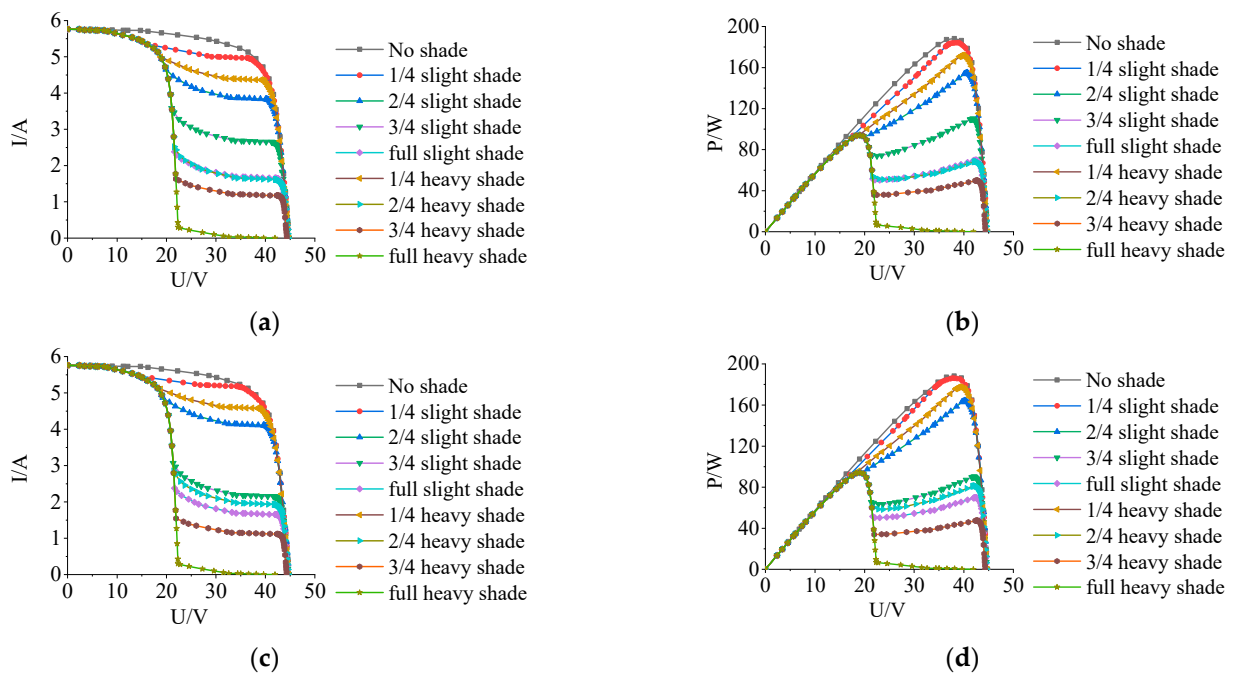 I/A
6
5
4
3
2
1
0
0 10 20 30 40 50
U/V
No shade
1/4 slight shade
2/4 slight shade
3/4 slight shade
full slight shade
1/4 heavy shade
2/4 heavy shade
3/4 heavy shade
full heavy shade
(a)
P/W
200
160
120
80
40
0
0 10 20 30 40 50
U/V
No shade
1/4 slight shade
2/4 slight shade
3/4 slight shade
full slight shade
1/4 heavy shade
2/4 heavy shade
3/4 heavy shade
full heavy shade
(b)
I/A
6
5
4
3
2
1
0
0 10 20 30 40 50
U/V
No shade
1/4 slight shade
2/4 slight shade
3/4 slight shade
full slight shade
1/4 heavy shade
2/4 heavy shade
3/4 heavy shade
full heavy shade
(c)
P/W
200
160
120
80
40
0
0 10 20 30 40 50
U/V
No shade
1/4 slight shade
2/4 slight shade
3/4 slight shade
full slight shade
1/4 heavy shade
2/4 heavy shade
3/4 heavy shade
full heavy shade
(d)